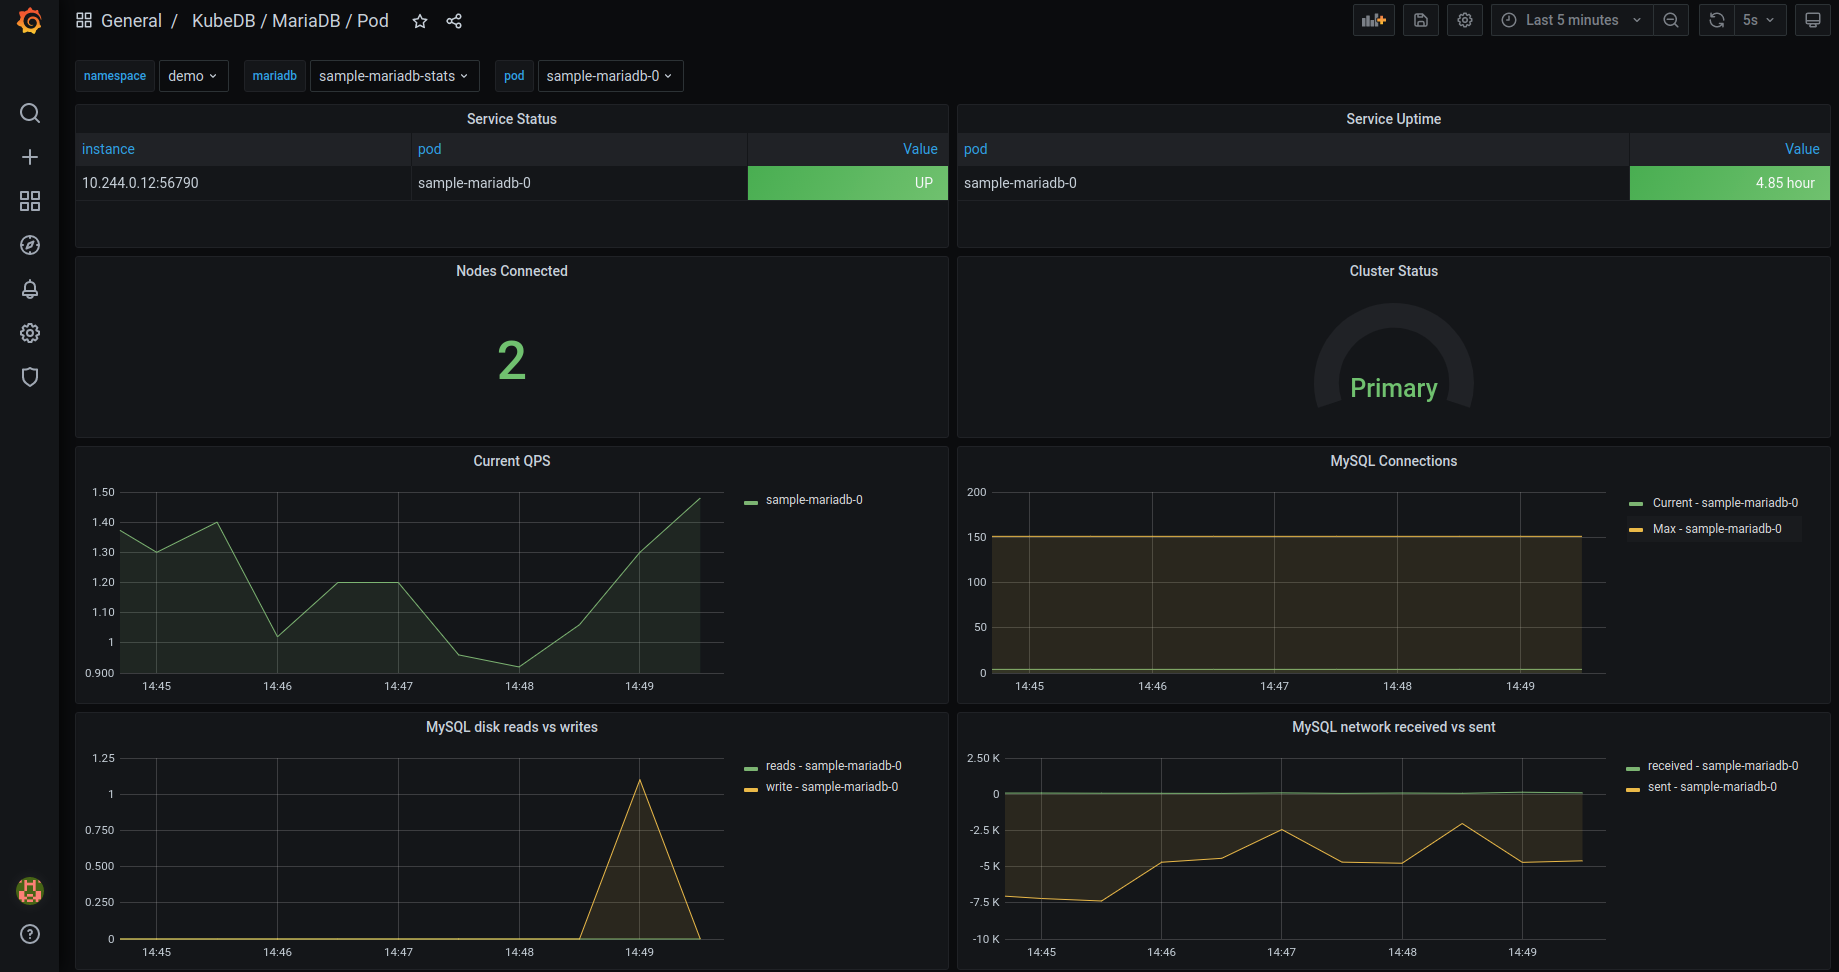 General / KubeDB / MariaDB / Pod
Last 5 minutes
5s
namespace demo mariadb sample-mariadb-stats pod sample-mariadb-0
Service Status
instance pod Value
10.244.0.12:56790 sample-mariadb-0 UP
Service Uptime
pod Value
sample-mariadb-0 4.85 hour
Nodes Connected
2
Cluster Status
Primary
Current QPS
1.50
1.40
1.30
1.20
1.10
1
0.900
14:45 14:46 14:47 14:48 14:49
sample-mariadb-0
MySQL Connections
200
150
100
50
0
14:45 14:46 14:47 14:48 14:49
Current - sample-mariadb-0
Max - sample-mariadb-0
MySQL disk reads vs writes
1.25
1
0.750
0.500
0.250
0
14:45 14:46 14:47 14:48 14:49
reads - sample-mariadb-0
write - sample-mariadb-0
MySQL network received vs sent
2.50 K
0
-2.5 K
-5 K
-7.5 K
-10 K
14:45 14:46 14:47 14:48 14:49
received - sample-mariadb-0
sent - sample-mariadb-0